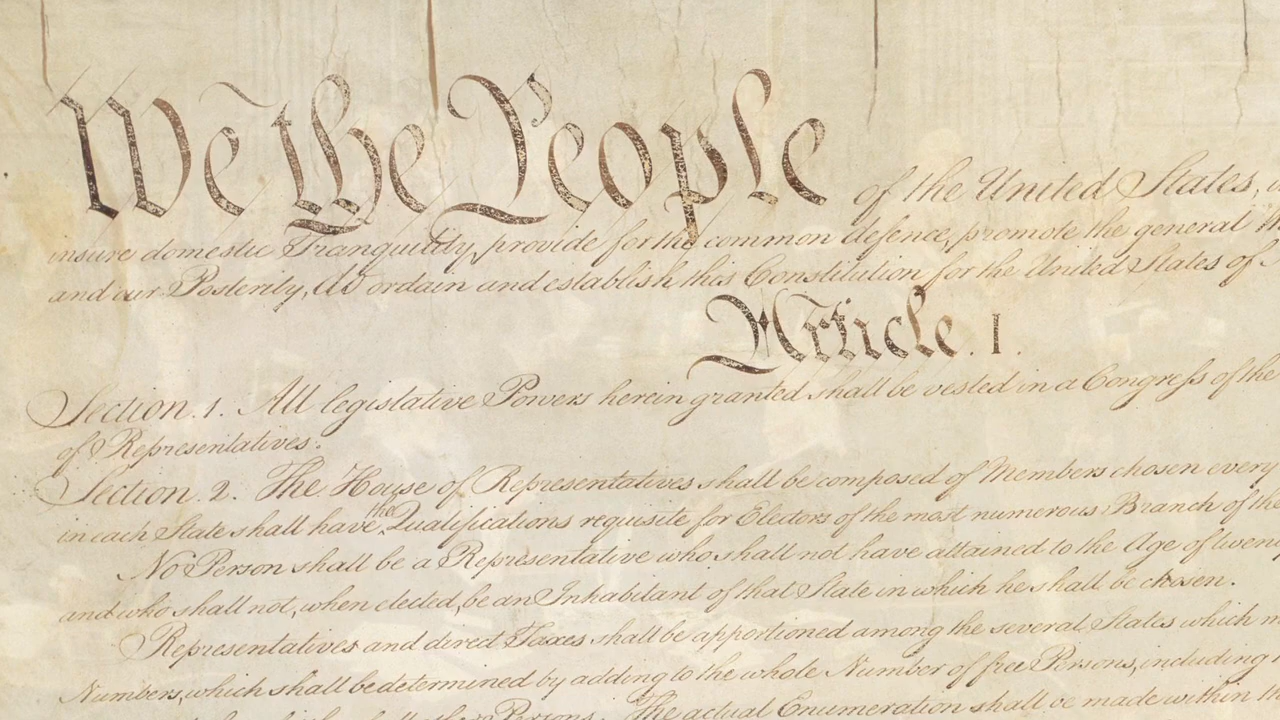 We the People of the United States,
insure domestic Tranquility, provide for the common defence, promote the general
and our Posterity, do ordain and establish this Constitution for the United States of
Article. I.
Section. 1. All legislative Powers herein granted shall be vested in a Congress of the
of Representatives.
Section. 2. The House of Representatives shall be composed of Members chosen every
in each State shall have the Qualifications requisite for Electors of the most numerous Branch of the
No Person shall be a Representative who shall not have attained to the Age of twen
and who shall not, when elected, be an Inhabitant of that State in which he shall be chosen.
Representatives and direct Taxes shall be apportioned among the several States which m
Numbers, which shall be determined by adding to the whole Number of free Persons, including
Persons. The actual Enumeration shall be made within